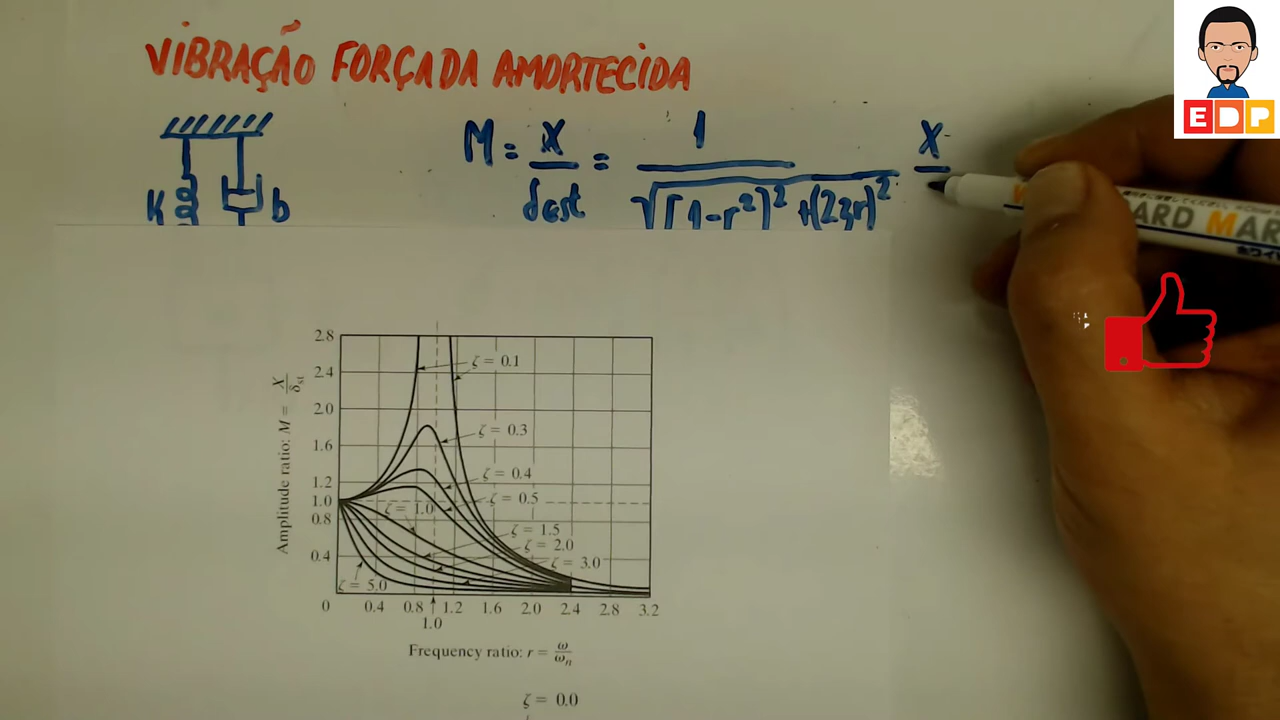 VIBRAÇÃO FORÇADA AMORTECIDA
K b
M = X / δest = 1 / √[1-r²]² + (2ζr)² X
EDP
ARD MAR
2.8
2.4
2.0
1.6
1.2
1.0
0.8
0.4
Amplitude ratio: M = X / δst
ζ = 0.1
ζ = 0.3
ζ = 0.4
ζ = 0.5
ζ = 1.0
ζ = 1.5
ζ = 2.0
ζ = 3.0
ζ = 5.0
0 0.4 0.8 1.2 1.6 2.0 2.4 2.8 3.2
1.0
Frequency ratio: r = ω / ωn
ζ = 0.0